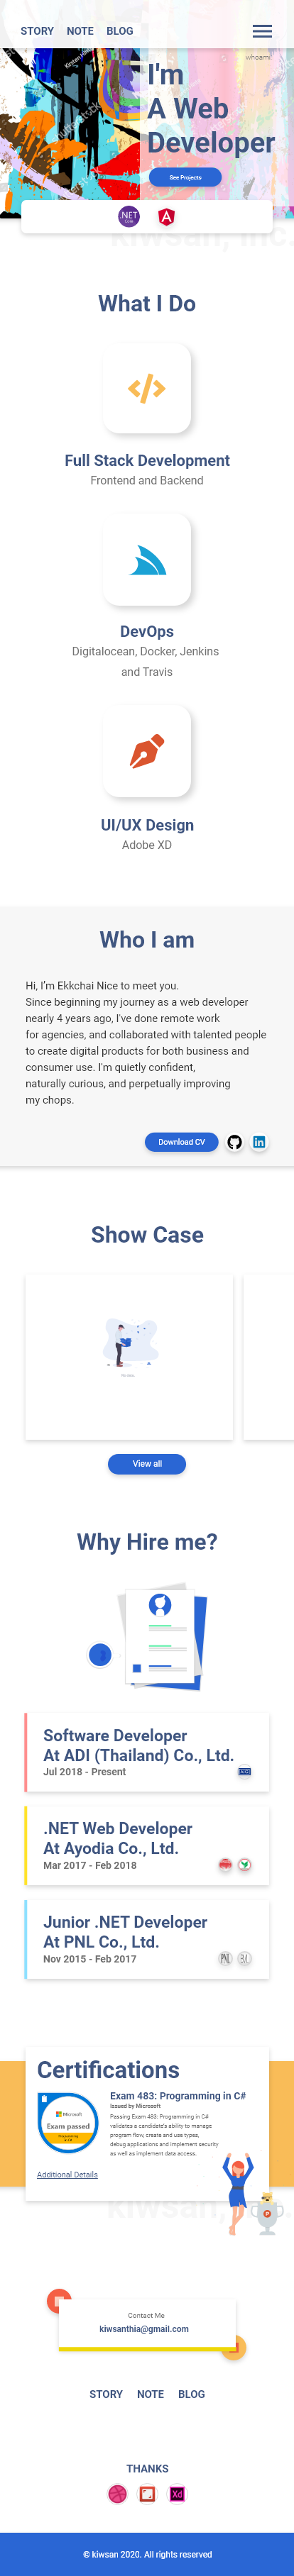 STORY NOTE BLOG
whoami
I'm
A Web
Developer
See Projects
.NET
Core
kiwsan, Inc.
What I Do
Full Stack Development
Frontend and Backend
DevOps
Digitalocean, Docker, Jenkins
and Travis
UI/UX Design
Adobe XD
Who I am
Hi, I'm Ekkchai Nice to meet you.
Since beginning my journey as a web developer
nearly 4 years ago, I've done remote work
for agencies, and collaborated with talented people
to create digital products for both business and
consumer use. I'm quietly confident,
naturally curious, and perpetually improving
my chops.
Download CV
in
Show Case
No data
View all
Why Hire me?
Software Developer
At ADI (Thailand) Co., Ltd.
Jul 2018 - Present
.NET Web Developer
At Ayodia Co., Ltd.
Mar 2017 - Feb 2018
Junior .NET Developer
At PNL Co., Ltd.
Nov 2015 - Feb 2017
Certifications
Microsoft
Exam passed
Exam 483: Programming in C#
Issued by Microsoft
Passing Exam 483: Programming in C#
validates a candidate's ability to manage
program flow; create and use types;
debug applications and implement security
as well as implement data access.
Additional Details
kiwsan,
Contact Me
kiwsanthia@gmail.com
STORY NOTE BLOG
THANKS
Xd
© kiwsan 2020. All rights reserved